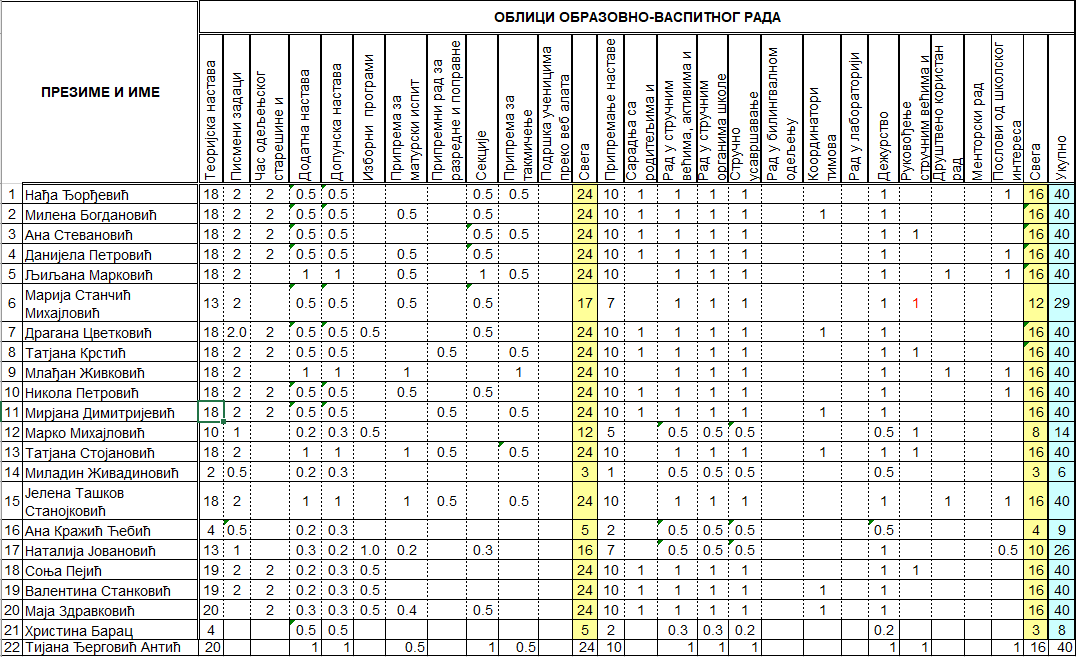 ОБЛИЦИ ОБРАЗОВНО-ВАСПИТНОГ РАДА
ПРЕЗИМЕ И ИМЕ
Теоријска настава
Писмени задаци
Час одељењског
старешине и
Додатна настава
Допунска настава
Изборни програми
Припрема за
матурски испит
Припремни рад за
разредне и поправне
Секције
Припрема за
такмичење
Подршка ученицима
преко веб алата
Свега
Припремање наставе
Сарадња са
родитељима и
Рад у стручним
већима, активима и
Рад у стручним
органима школе
Стручно
усавршавање
Рад у билингвалном
одељењу
Координатори
тимова
Рад у лабораторији
Дежурство
Руковођење
стручним већима и
Друштвено користан
рад
Менторски рад
Послови од школског
интереса
Свега
Укупно
1 Нађа Ђорђевић 18 2 2 0.5 0.5 0.5 0.5 24 10 1 1 1 1 1 1 16 40
2 Милена Богдановић 18 2 2 0.5 0.5 0.5 0.5 24 10 1 1 1 1 1 1 16 40
3 Ана Стевановић 18 2 2 0.5 0.5 0.5 0.5 24 10 1 1 1 1 1 1 16 40
4 Данијела Петровић 18 2 2 0.5 0.5 0.5 0.5 24 10 1 1 1 1 1 1 16 40
5 Љиљана Марковић 18 2 1 1 0.5 1 0.5 24 10 1 1 1 1 1 1 16 40
Марија Станчић
6 13 2 0.5 0.5 0.5 0.5 17 7 1 1 1 1 1 12 29
Михајловић
7 Драгана Цветковић 18 2.0 2 0.5 0.5 0.5 0.5 24 10 1 1 1 1 1 1 16 40
8 Татјана Крстић 18 2 2 0.5 0.5 0.5 0.5 24 10 1 1 1 1 1 1 16 40
9 Млађан Живковић 18 2 1 1 1 1 24 10 1 1 1 1 1 1 16 40
10 Никола Петровић 18 2 2 0.5 0.5 0.5 0.5 24 10 1 1 1 1 1 1 16 40
11 Мирјана Димитријевић 18 2 2 0.5 0.5 0.5 0.5 24 10 1 1 1 1 1 1 16 40
12 Марко Михајловић 10 1 0.2 0.3 0.5 12 5 0.5 0.5 0.5 0.5 1 8 14
13 Татјана Стојановић 18 2 1 1 1 0.5 0.5 24 10 1 1 1 1 1 1 16 40
14 Миладин Живадиновић 2 0.5 0.2 0.3 3 1 0.5 0.5 0.5 0.5 3 6
Јелена Ташков
15 18 2 1 1 1 0.5 0.5 24 10 1 1 1 1 1 1 16 40
Станојковић
16 Ана Кражић Ћебић 4 0.5 0.2 0.3 5 2 0.5 0.5 0.5 0.5 4 9
17 Наталија Јовановић 13 1 0.3 0.2 1.0 0.2 0.3 16 7 0.5 0.5 0.5 1 0.5 10 26
18 Соња Пејић 19 2 2 0.2 0.3 0.5 24 10 1 1 1 1 1 1 16 40
19 Валентина Станковић 19 2 2 0.2 0.3 0.5 24 10 1 1 1 1 1 1 16 40
20 Маја Здравковић 20 2 0.3 0.3 0.5 0.4 0.5 24 10 1 1 1 1 1 1 16 40
21 Христина Барац 4 0.5 0.5 5 2 0.3 0.3 0.2 0.2 3 8
22 Тијана Ђерговић Антић 20 1 1 0.5 1 0.5 24 10 1 1 1 1 1 1 16 40